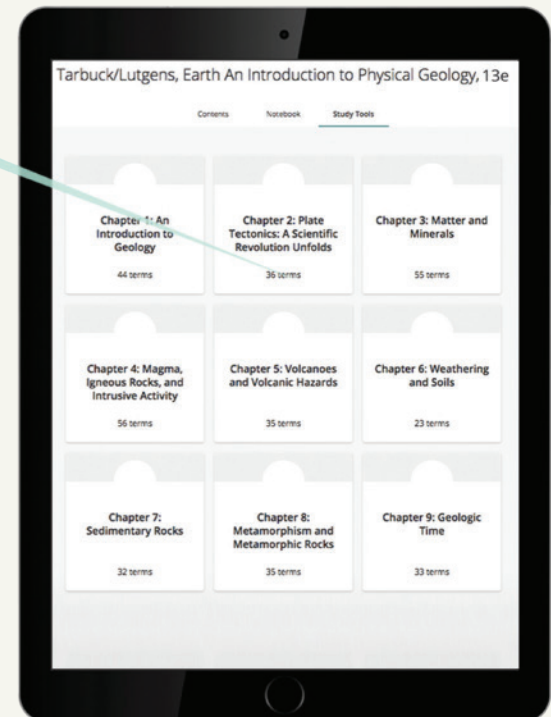 Tarbuck/Lutgens, Earth An Introduction to Physical Geology, 13e
Contents Notebook Study Tools
Chapter 1: An
Introduction to
Geology
44 terms
Chapter 2: Plate
Tectonics: A Scientific
Revolution Unfolds
36 terms
Chapter 3: Matter and
Minerals
55 terms
Chapter 4: Magma,
Igneous Rocks, and
Intrusive Activity
56 terms
Chapter 5: Volcanoes
and Volcanic Hazards
35 terms
Chapter 6: Weathering
and Soils
23 terms
Chapter 7:
Sedimentary Rocks
32 terms
Chapter 8:
Metamorphism and
Metamorphic Rocks
35 terms
Chapter 9: Geologic
Time
33 terms